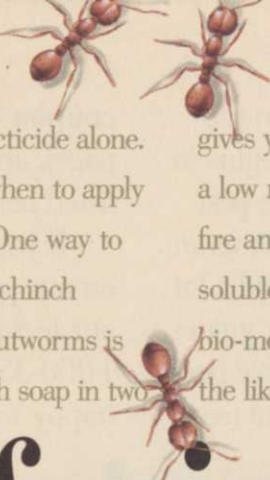 cticide alone.
hen to apply
One way to
chinch
utworms is
h soap in two
gives y
a low
fire an
soluble
bio-me
the lik